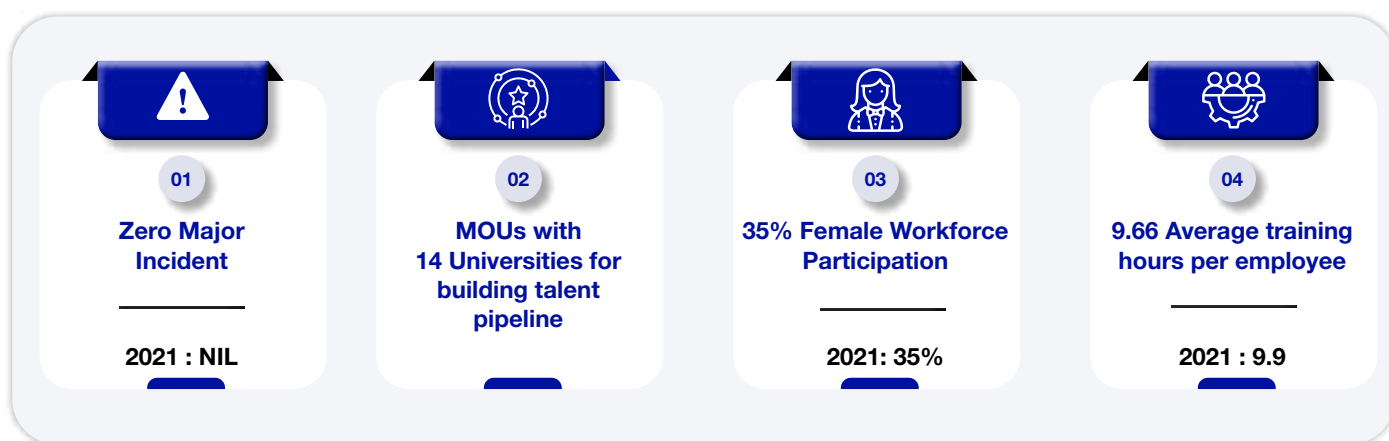 01
Zero Major
Incident
2021 : NIL
02
MOUs with
14 Universities for
building talent
pipeline
03
35% Female Workforce
Participation
2021: 35%
04
9.66 Average training
hours per employee
2021 : 9.9